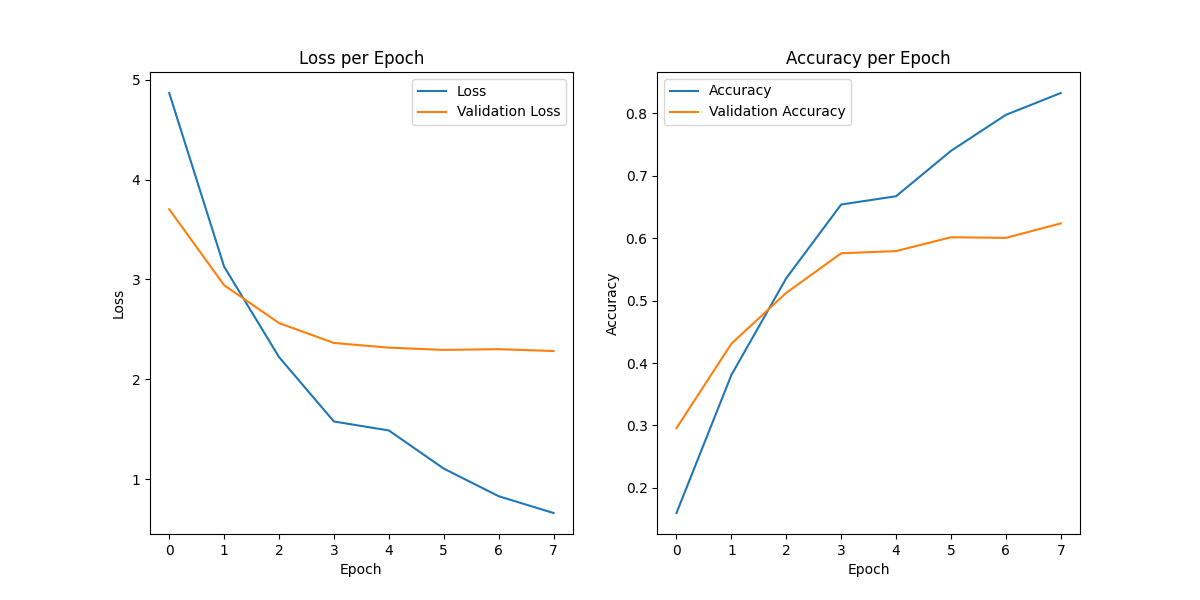 Loss per Epoch
5
4
3
2
1
Loss
0 1 2 3 4 5 6 7
Epoch
Loss
Validation Loss
Accuracy per Epoch
0.8
0.7
0.6
0.5
0.4
0.3
0.2
Accuracy
0 1 2 3 4 5 6 7
Epoch
Accuracy
Validation Accuracy